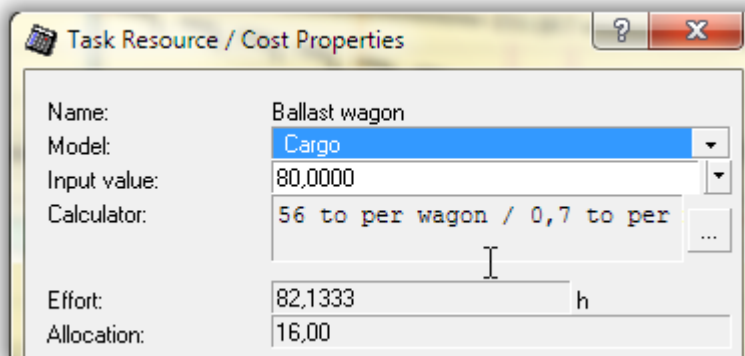 Task Resource / Cost Properties
Name: Ballast wagon
Model: Cargo
Input value: 80,0000
Calculator: 56 to per wagon / 0,7 to per ...
Effort: 82,1333 h
Allocation: 16,00